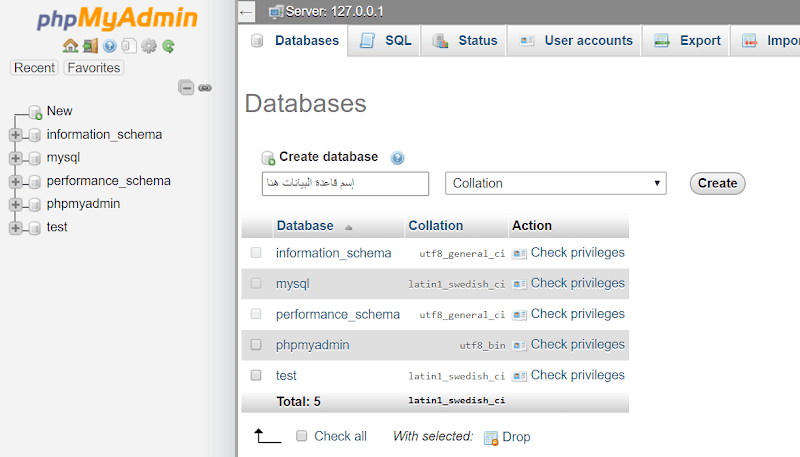 phpMyAdmin
Recent Favorites
New
information_schema
mysql
performance_schema
phpmyadmin
test
Server: 127.0.0.1
Databases SQL Status User accounts Export Impor
Databases
Create database
إسم قاعدة البيانات هنا Collation Create
Database Collation Action
information_schema utf8_general_ci Check privileges
mysql latin1_swedish_ci Check privileges
performance_schema utf8_general_ci Check privileges
phpmyadmin utf8_bin Check privileges
test latin1_swedish_ci Check privileges
Total: 5 latin1_swedish_ci
Check all With selected: Drop